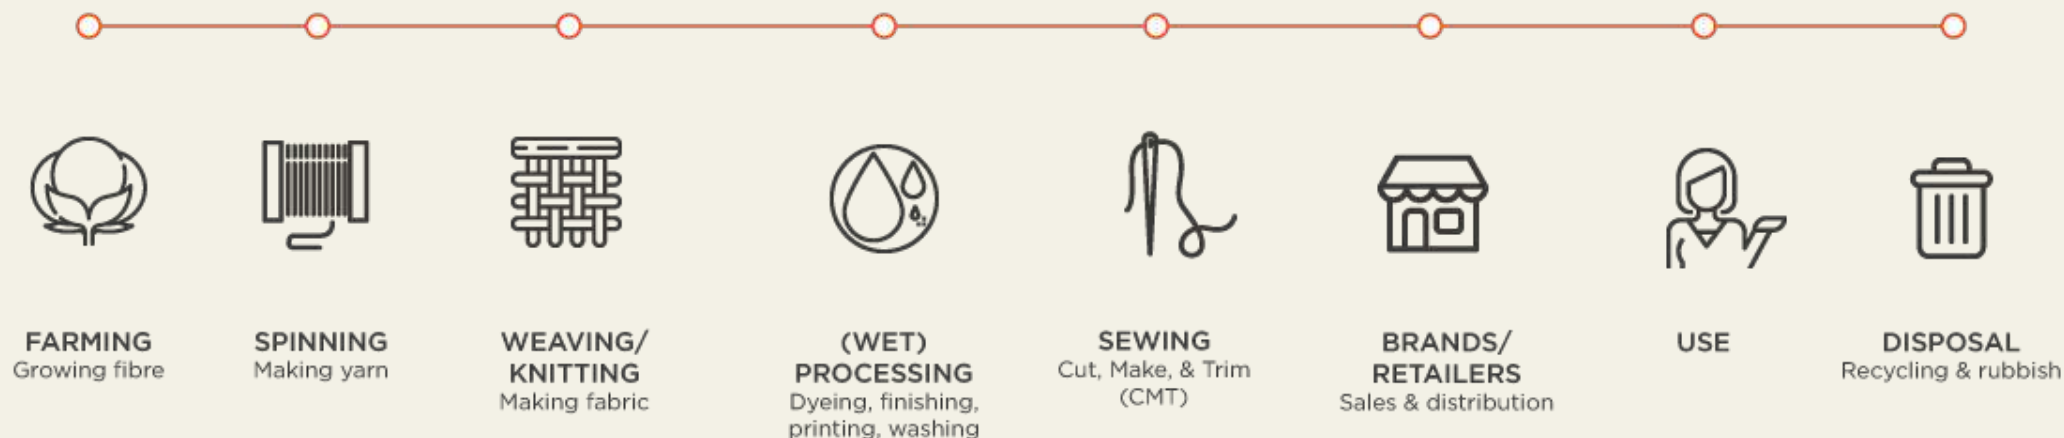 FARMING
Growing fibre
SPINNING
Making yarn
WEAVING/
KNITTING
Making fabric
(WET)
PROCESSING
Dyeing, finishing,
printing, washing
SEWING
Cut, Make, & Trim
(CMT)
BRANDS/
RETAILERS
Sales & distribution
USE
DISPOSAL
Recycling & rubbish